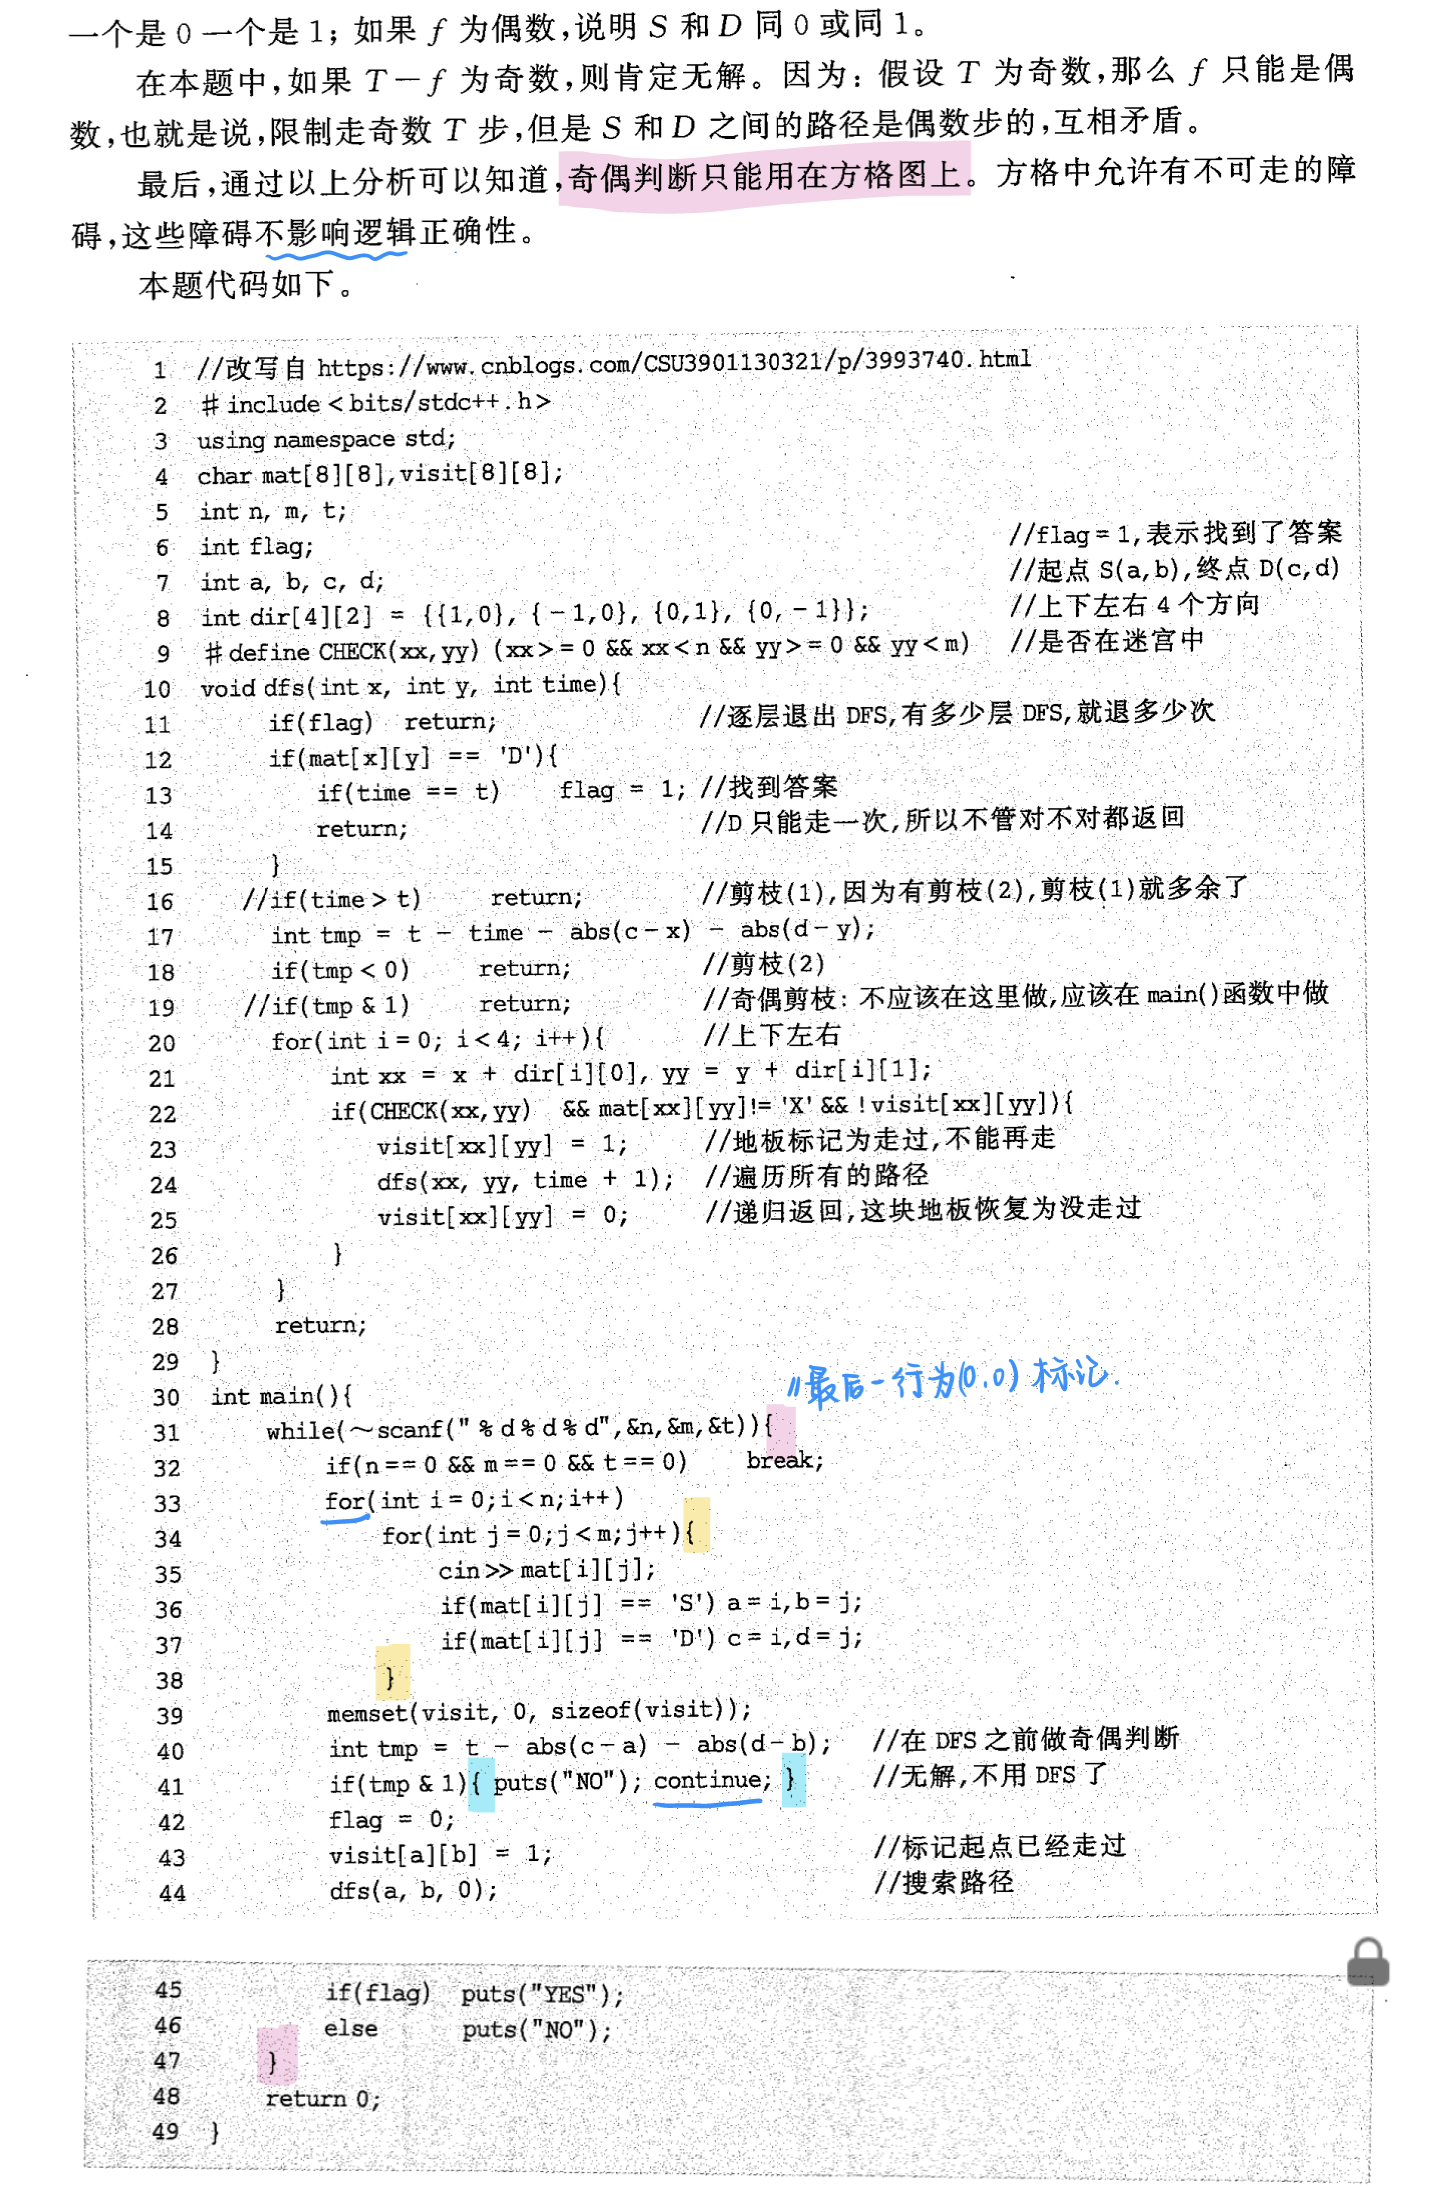 一个是 0 一个是 1; 如果 f 为偶数,说明 S 和 D 同 0 或同 1。
在本题中,如果 T－f 为奇数,则肯定无解。因为: 假设 T 为奇数,那么 f 只能是偶
数,也就是说,限制走奇数 T 步,但是 S 和 D 之间的路径是偶数步的,互相矛盾。
最后,通过以上分析可以知道,奇偶判断只能用在方格图上。方格中允许有不可走的障
碍,这些障碍不影响逻辑正确性。
本题代码如下。
1 //改写自 https://www.cnblogs.com/CSU3901130321/p/3993740.html
2 #include<bits/stdc++.h>
3 using namespace std;
4 char mat[8][8],visit[8][8];
5 int n, m, t;
6 int flag; //flag=1,表示找到了答案
7 int a, b, c, d; //起点 S(a,b),终点 D(c,d)
8 int dir[4][2] = {{1,0}, {-1,0}, {0,1}, {0,-1}}; //上下左右 4 个方向
9 #define CHECK(xx,yy) (xx>=0 && xx<n && yy>=0 && yy<m) //是否在迷宫中
10 void dfs(int x, int y, int time){
11 if(flag) return; //逐层退出 DFS,有多少层 DFS,就退多少次
12 if(mat[x][y] == 'D'){
13 if(time == t) flag = 1; //找到答案
14 return; //D 只能走一次,所以不管对不对都返回
15 }
16 //if(time>t) return; //剪枝(1),因为有剪枝(2),剪枝(1)就多余了
17 int tmp = t - time - abs(c-x) - abs(d-y);
18 if(tmp<0) return; //剪枝(2)
19 //if(tmp & 1) return; //奇偶剪枝: 不应该在这里做,应该在 main()函数中做
20 for(int i=0; i<4; i++){ //上下左右
21 int xx = x + dir[i][0], yy = y + dir[i][1];
22 if(CHECK(xx,yy) && mat[xx][yy]!='X' && !visit[xx][yy]){
23 visit[xx][yy] = 1; //地板标记为走过,不能再走
24 dfs(xx, yy, time + 1); //遍历所有的路径
25 visit[xx][yy] = 0; //递归返回,这块地板恢复为没走过
26 }
27 }
28 return;
29 }
//最后一行为(0.0) 标记.
30 int main(){
31 while(~scanf("%d%d%d",&n,&m,&t)){
32 if(n==0 && m==0 && t==0) break;
33 for(int i=0;i<n;i++)
34 for(int j=0;j<m;j++){
35 cin>>mat[i][j];
36 if(mat[i][j] == 'S') a=i,b=j;
37 if(mat[i][j] == 'D') c=i,d=j;
38 }
39 memset(visit, 0, sizeof(visit));
40 int tmp = t - abs(c-a) - abs(d-b); //在 DFS 之前做奇偶判断
41 if(tmp & 1){ puts("NO"); continue; } //无解,不用 DFS 了
42 flag = 0;
43 visit[a][b] = 1; //标记起点已经走过
44 dfs(a, b, 0); //搜索路径
45 if(flag) puts("YES");
46 else puts("NO");
47 }
48 return 0;
49 }